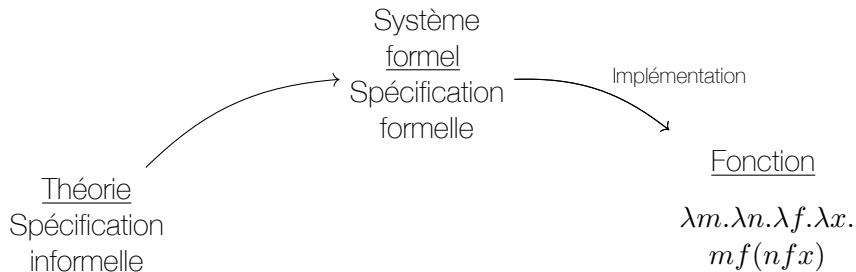 Système
formel
Spécification
formelle
Implémentation
Fonction
λm.λn.λf.λx.
mf(nfx)
Théorie
Spécification
informelle